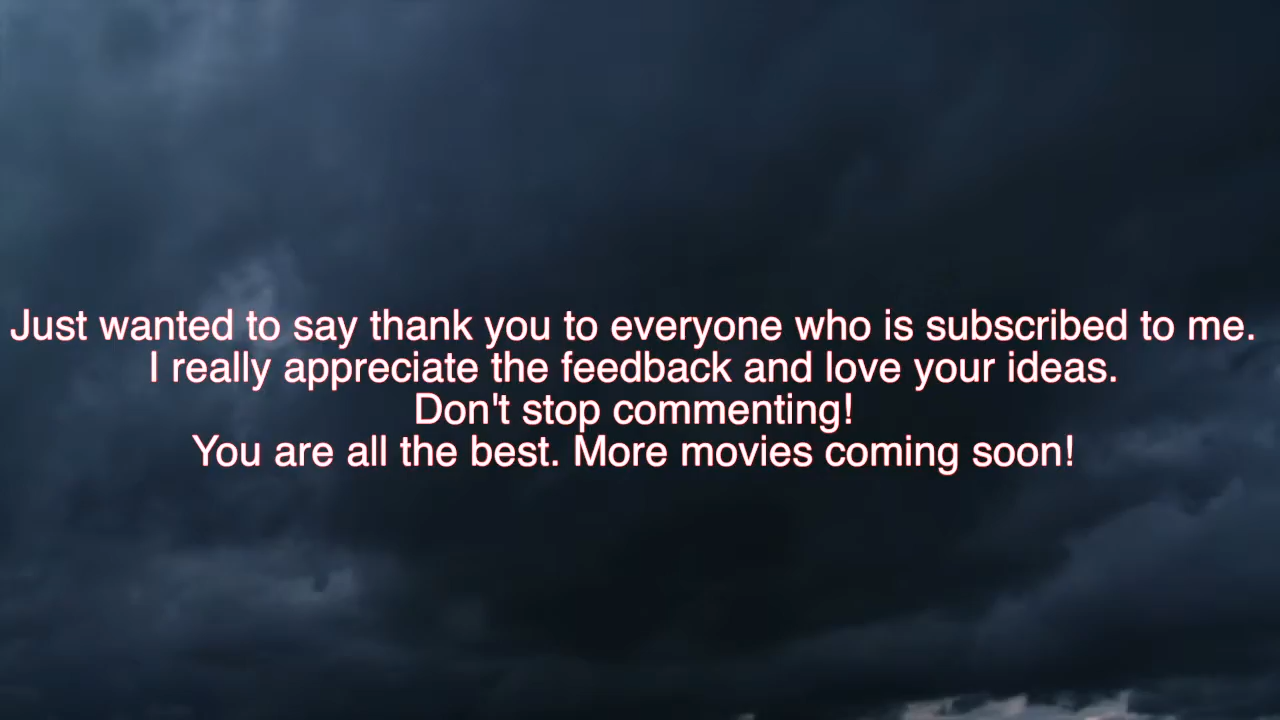 Just wanted to say thank you to everyone who is subscribed to me.
I really appreciate the feedback and love your ideas.
Don't stop commenting!
You are all the best. More movies coming soon!